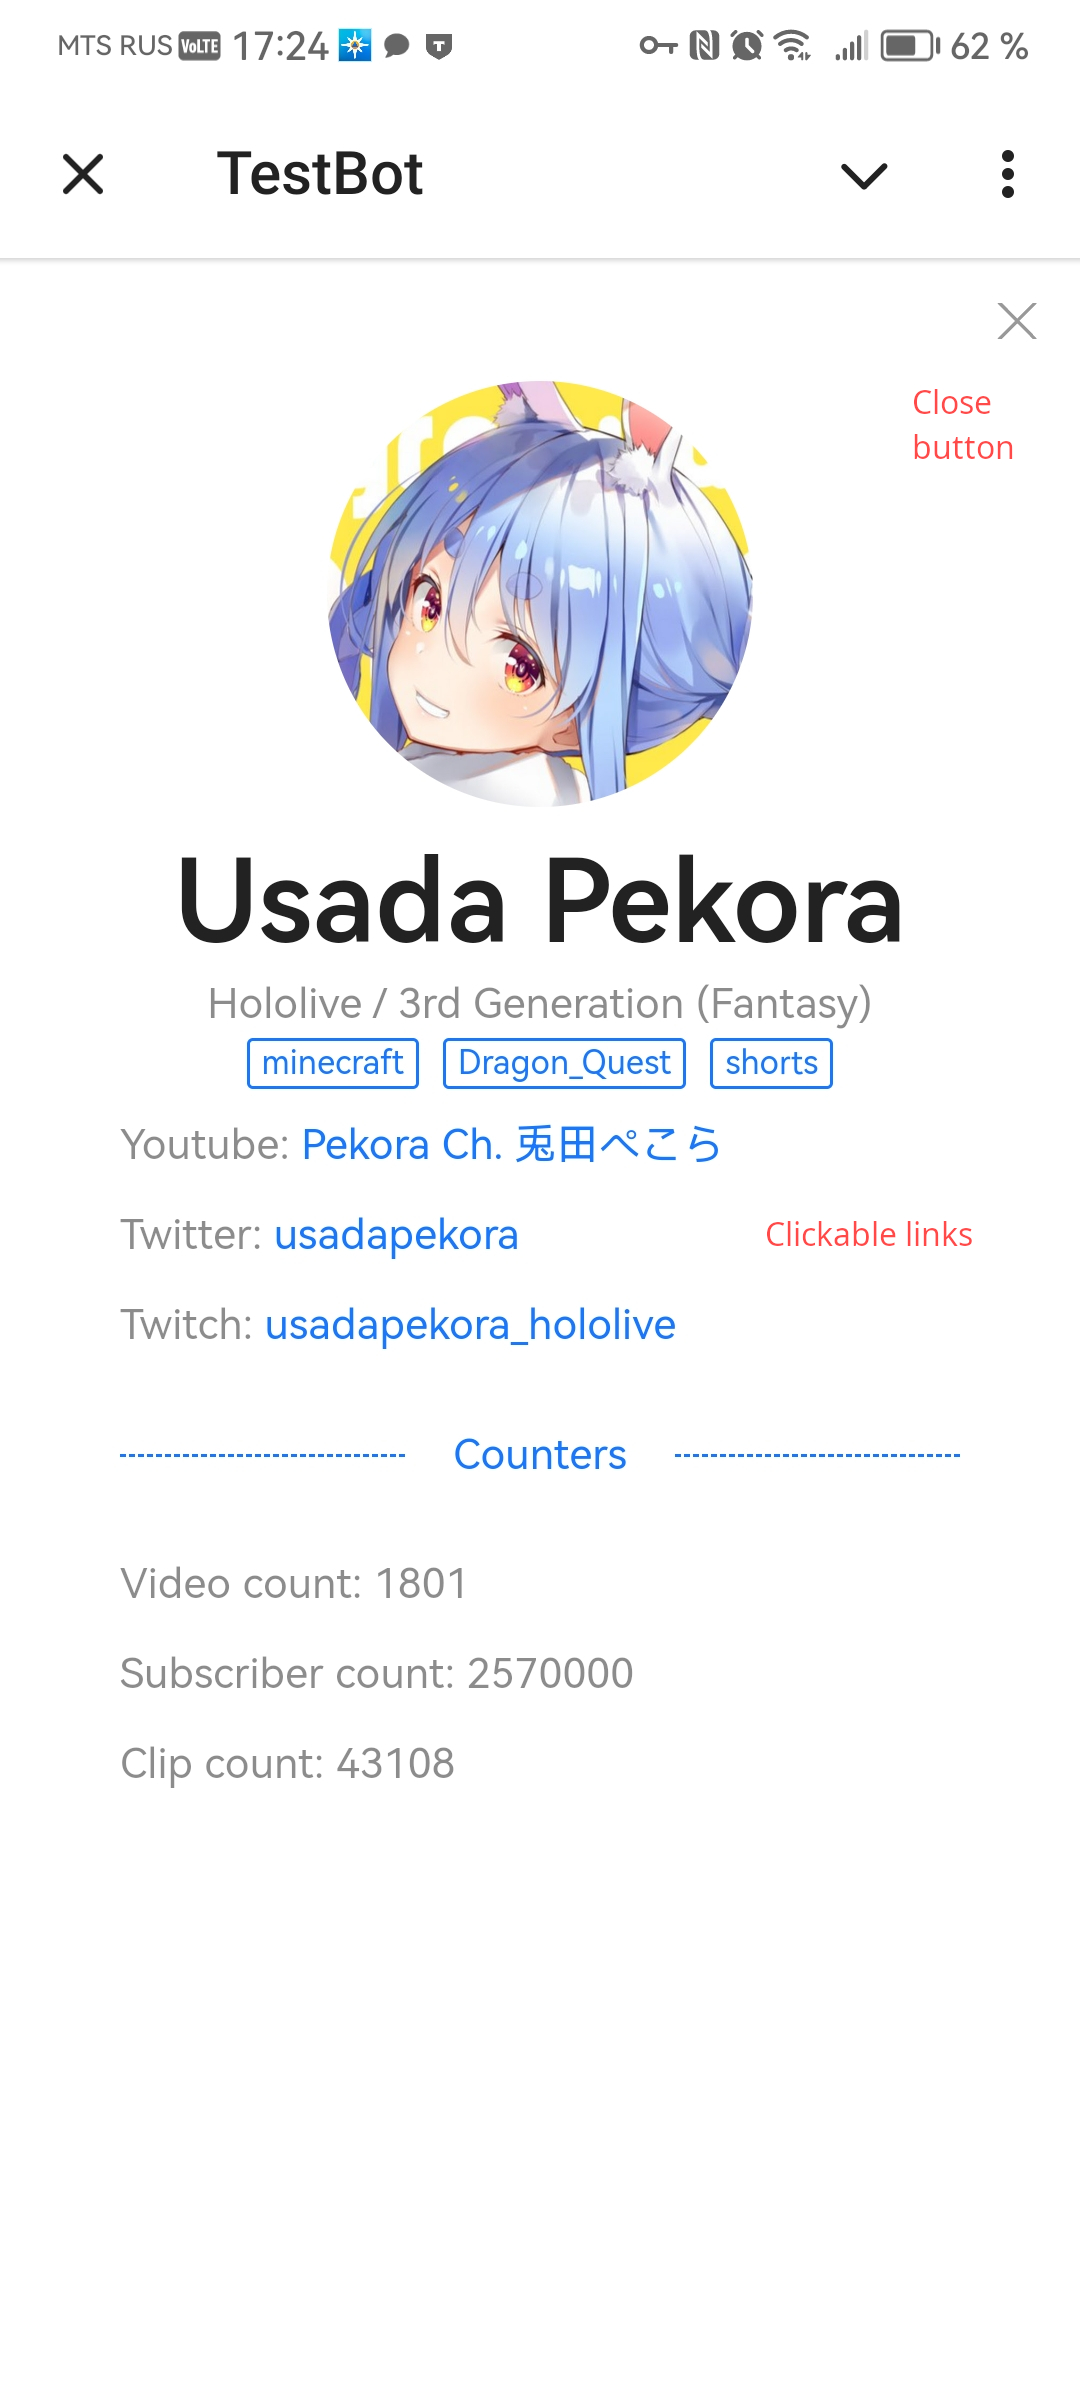 MTS RUS VoLTE 17:24 62 %
TestBot
Close
button
Usada Pekora
Hololive / 3rd Generation (Fantasy)
minecraft Dragon_Quest shorts
Youtube: Pekora Ch. 兎田ぺこら
Twitter: usadapekora Clickable links
Twitch: usadapekora_hololive
Counters
Video count: 1801
Subscriber count: 2570000
Clip count: 43108